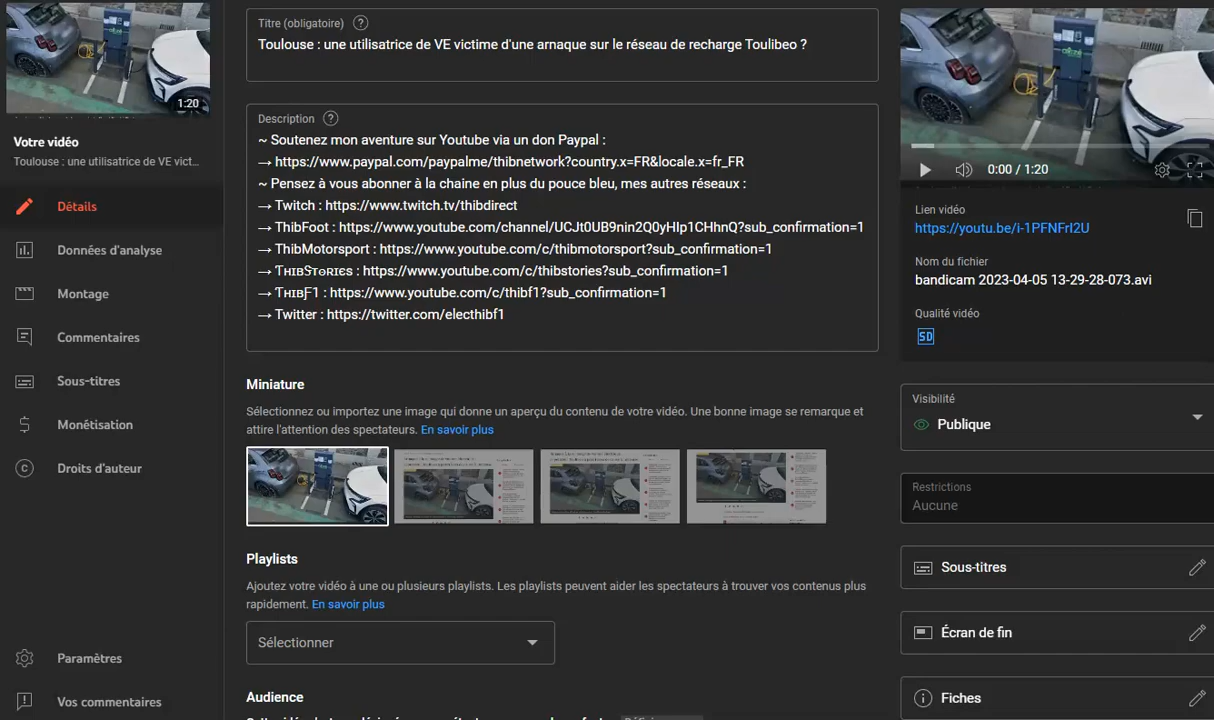 1:20
Votre vidéo
Toulouse : une utilisatrice de VE vict...
Détails
Données d'analyse
Montage
Commentaires
Sous-titres
Monétisation
Droits d'auteur
Paramètres
Vos commentaires
Titre (obligatoire)
Toulouse : une utilisatrice de VE victime d'une arnaque sur le réseau de recharge Toulibeo ?
Description
~ Soutenez mon aventure sur Youtube via un don Paypal :
→ https://www.paypal.com/paypalme/thibnetwork?country.x=FR&locale.x=fr_FR
~ Pensez à vous abonner à la chaine en plus du pouce bleu, mes autres réseaux :
→ Twitch : https://www.twitch.tv/thibdirect
→ ThibFoot : https://www.youtube.com/channel/UCJt0UB9nin2Q0yHIp1CHhnQ?sub_confirmation=1
→ ThibMotorsport : https://www.youtube.com/c/thibmotorsport?sub_confirmation=1
→ ƬʜɪʙSᴛᴏʀɪᴇs : https://www.youtube.com/c/thibstories?sub_confirmation=1
→ ƬʜɪʙƑ1 : https://www.youtube.com/c/thibf1?sub_confirmation=1
→ Twitter : https://twitter.com/electhibf1
Miniature
Sélectionnez ou importez une image qui donne un aperçu du contenu de votre vidéo. Une bonne image se remarque et
attire l'attention des spectateurs. En savoir plus
Playlists
Ajoutez votre vidéo à une ou plusieurs playlists. Les playlists peuvent aider les spectateurs à trouver vos contenus plus
rapidement. En savoir plus
Sélectionner
Audience
0:00 / 1:20
Lien vidéo
https://youtu.be/i-1PFNFrI2U
Nom du fichier
bandicam 2023-04-05 13-29-28-073.avi
Qualité vidéo
SD
Visibilité
Publique
Restrictions
Aucune
Sous-titres
Écran de fin
Fiches